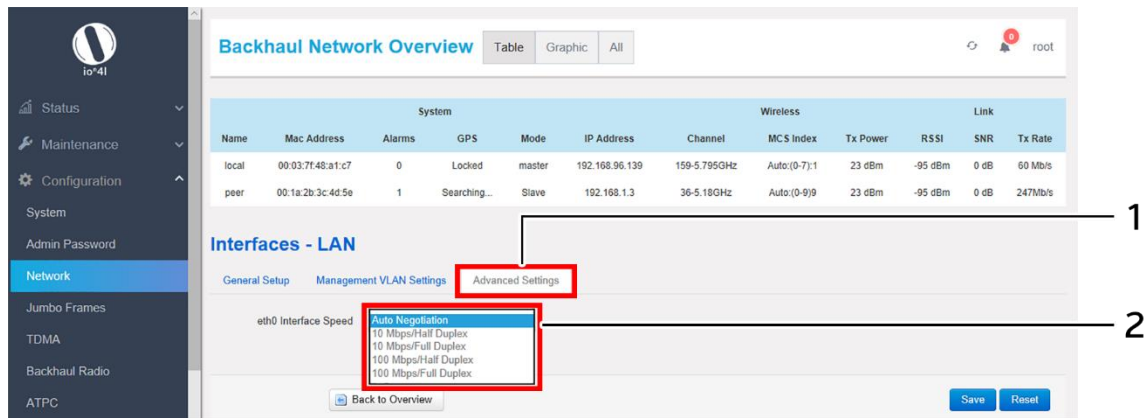 io®4l
Status
Maintenance
Configuration
System
Admin Password
Network
Jumbo Frames
TDMA
Backhaul Radio
ATPC
Backhaul Network Overview Table Graphic All 0 root
System Wireless Link
Name Mac Address Alarms GPS Mode IP Address Channel MCS Index Tx Power RSSI SNR Tx Rate
local 00:03:7f:48:a1:c7 0 Locked master 192.168.96.139 159-5.795GHz Auto:(0-7):1 23 dBm -95 dBm 0 dB 60 Mb/s
peer 00:1a:2b:3c:4d:5e 1 Searching... Slave 192.168.1.3 36-5.18GHz Auto:(0-9)9 23 dBm -95 dBm 0 dB 247Mb/s
Interfaces - LAN
General Setup Management VLAN Settings Advanced Settings
1
eth0 Interface Speed Auto Negotiation
10 Mbps/Half Duplex
10 Mbps/Full Duplex
100 Mbps/Half Duplex
100 Mbps/Full Duplex
2
Back to Overview Save Reset